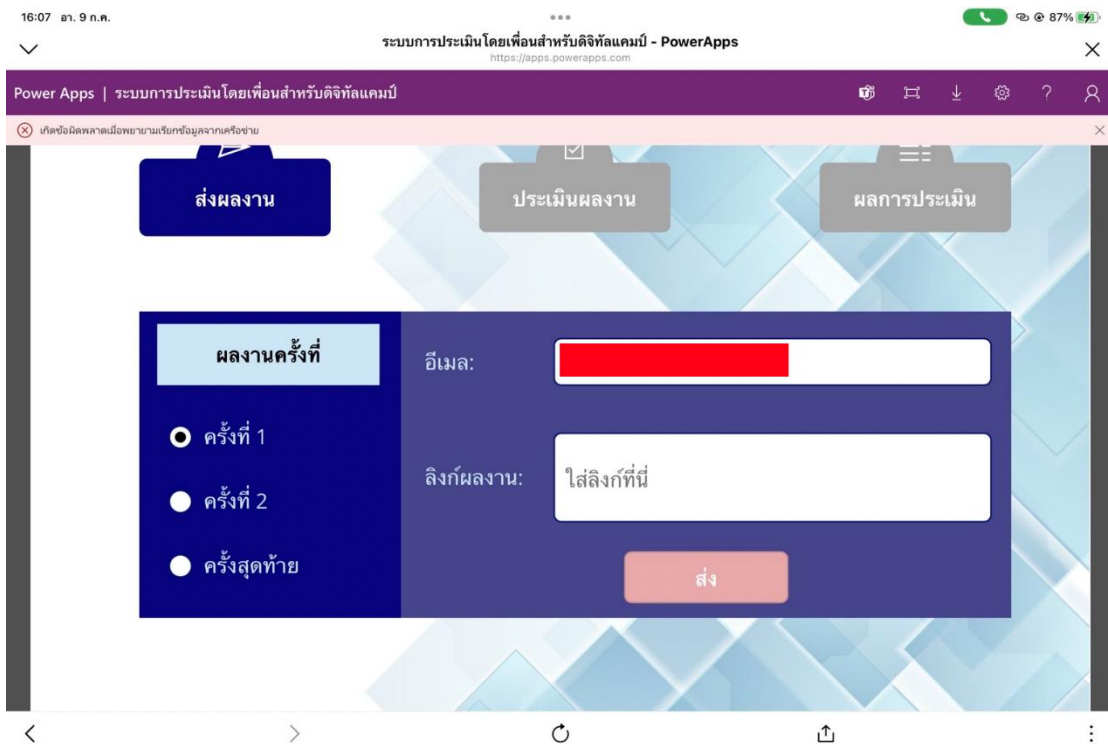 16:07 อา. 9 ก.ค.
87%
ระบบการประเมินโดยเพื่อนสำหรับดิจิทัลแคมป์ - PowerApps
https://apps.powerapps.com
Power Apps | ระบบการประเมินโดยเพื่อนสำหรับดิจิทัลแคมป์
เกิดข้อผิดพลาดเมื่อพยายามเรียกข้อมูลจากเครือข่าย
ส่งผลงาน
ประเมินผลงาน
ผลการประเมิน
ผลงานครั้งที่
ครั้งที่ 1
ครั้งที่ 2
ครั้งสุดท้าย
อีเมล:
ลิงก์ผลงาน:
ใส่ลิงก์ที่นี่
ส่ง